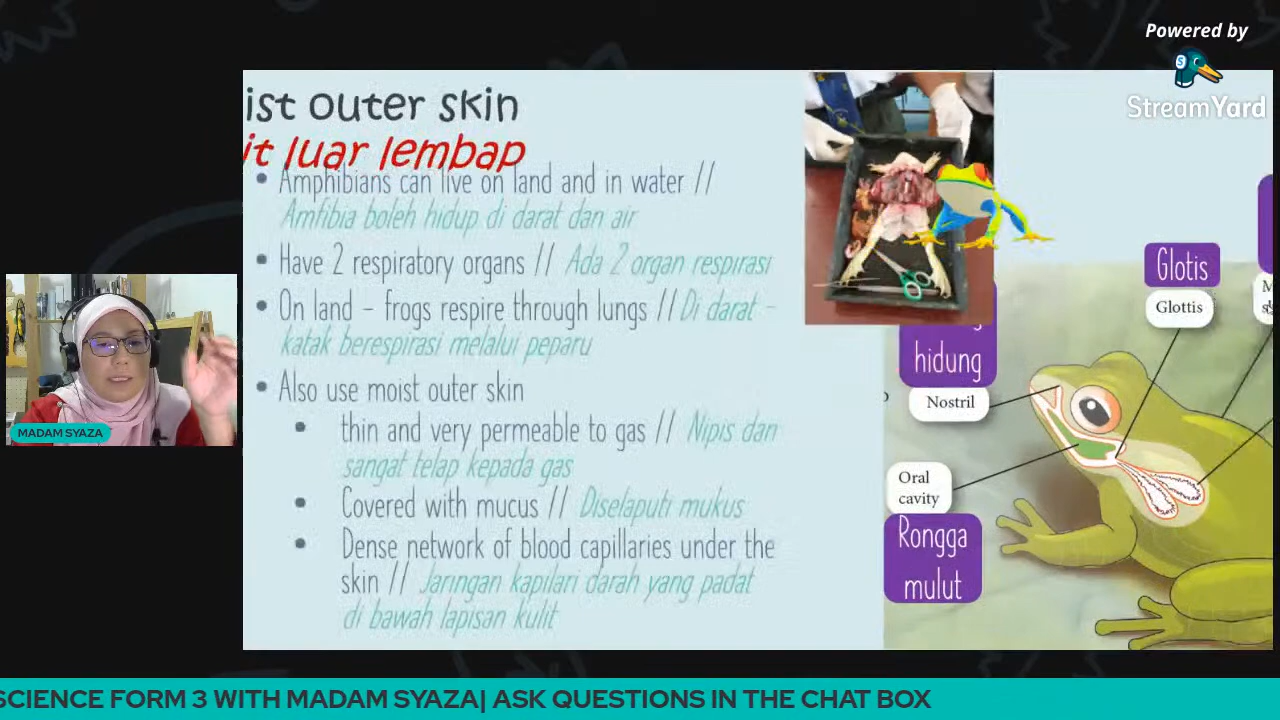 Powered by
StreamYard
ist outer skin
it luar lembap
• Amphibians can live on land and in water //
Amfibia boleh hidup di darat dan air
• Have 2 respiratory organs // Ada 2 organ respirasi
• On land – frogs respire through lungs // Di darat –
katak berespirasi melalui peparu
• Also use moist outer skin
• thin and very permeable to gas // Nipis dan
sangat telap kepada gas
• Covered with mucus // Diselaputi mukus
• Dense network of blood capillaries under the
skin // Jaringan kapilari darah yang padat
di bawah lapisan kulit
Glotis
Glottis
hidung
Nostril
Oral
cavity
Rongga
mulut
MADAM SYAZA
SCIENCE FORM 3 WITH MADAM SYAZA| ASK QUESTIONS IN THE CHAT BOX